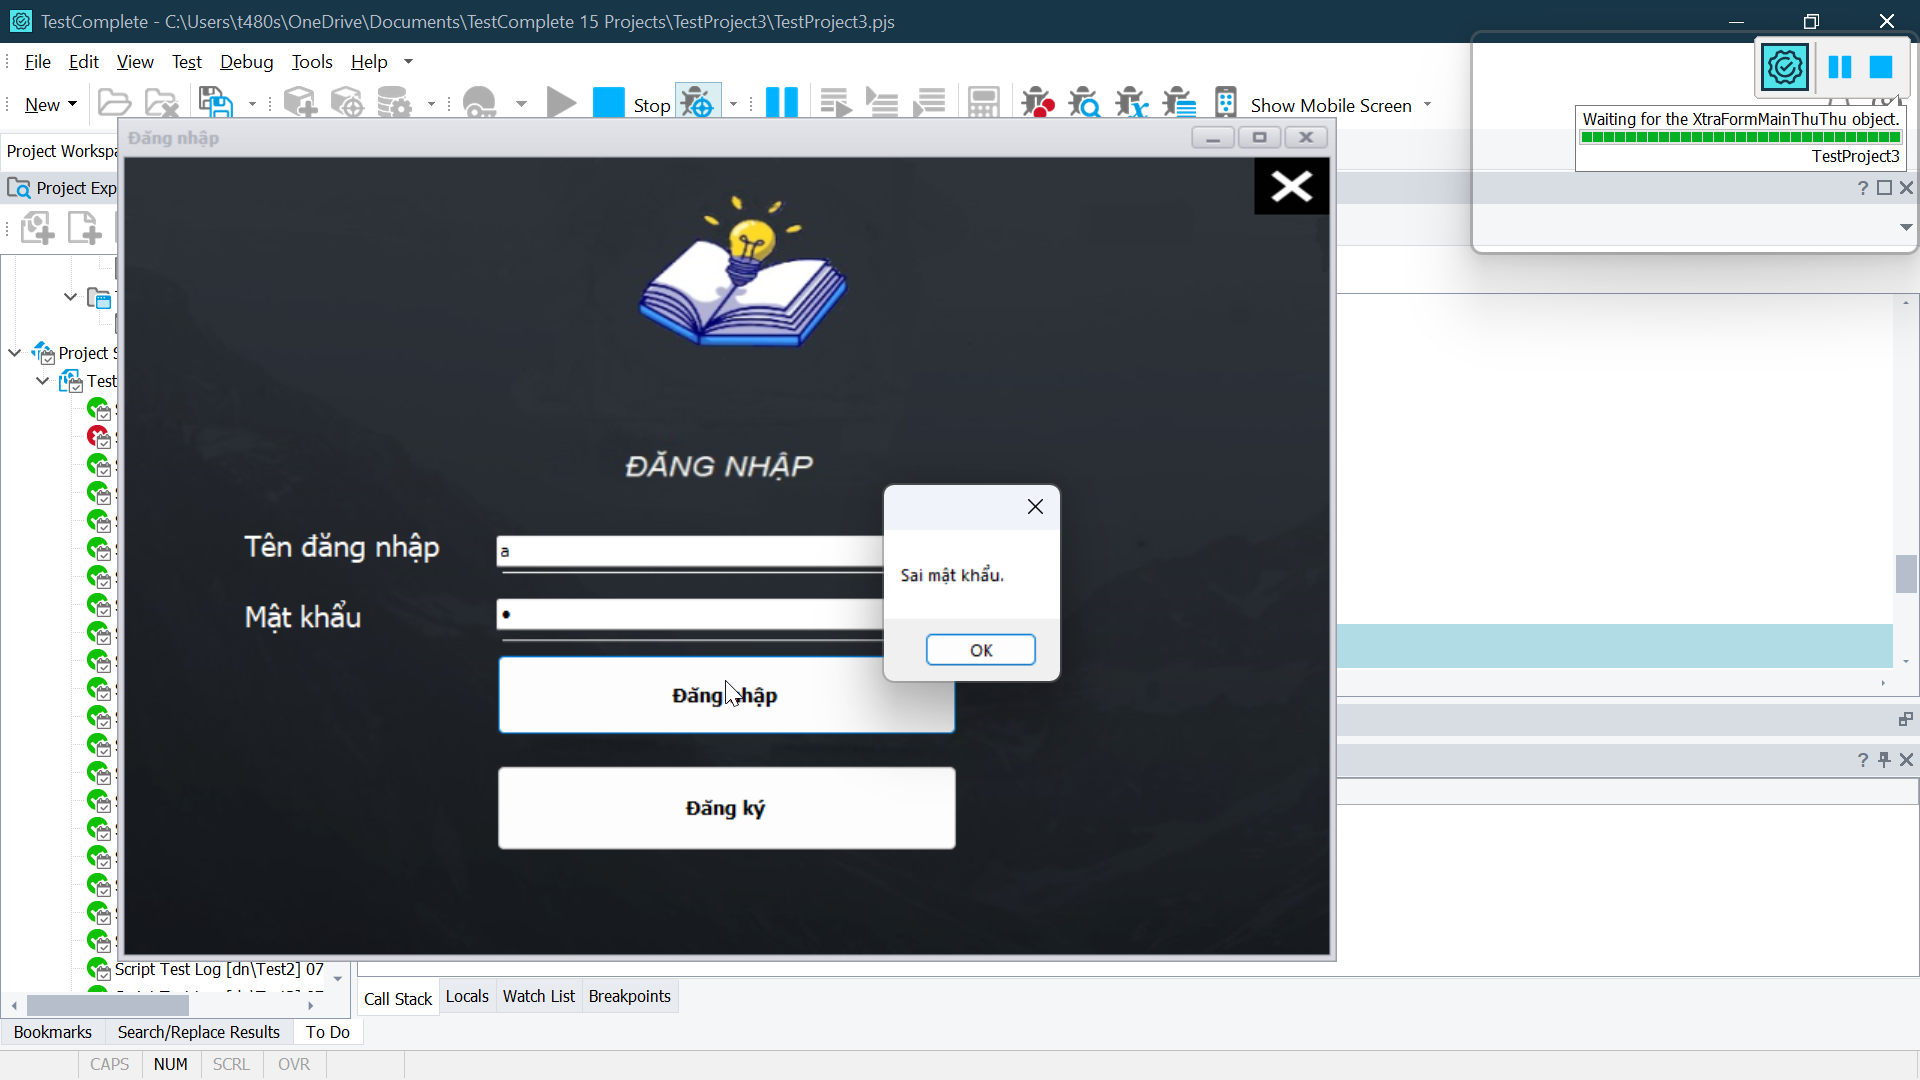 TestComplete - C:\Users\t480s\OneDrive\Documents\TestComplete 15 Projects\TestProject3\TestProject3.pjs
File Edit View Test Debug Tools Help
New Stop Show Mobile Screen
Waiting for the XtraFormMainThuThu object.
TestProject3
Project Workspa
Project Exp
Đăng nhập
ĐĂNG NHẬP
Tên đăng nhập
a
Mật khẩu
Sai mật khẩu.
OK
Đăng nhập
Đăng ký
Project S
Test
Script Test Log [dn\Test2] 07
Call Stack Locals Watch List Breakpoints
Bookmarks Search/Replace Results To Do
CAPS NUM SCRL OVR